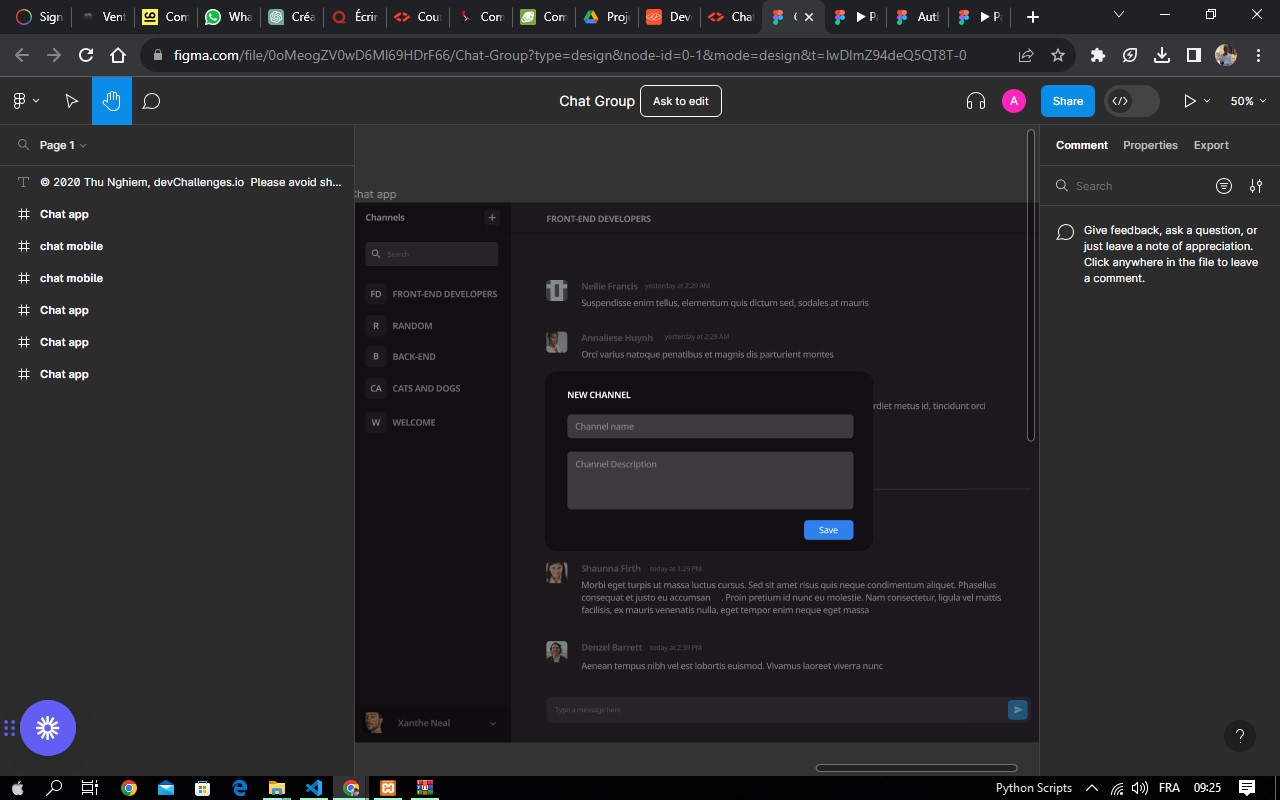 Sign
Vent
Com
Wha
Créa
Écrir
Cou
Com
Com
Proje
Deve
Chat
Auth
figma.com/file/0oMeogZV0wD6Ml69HDrF66/Chat-Group?type=design&node-id=0-1&mode=design&t=lwDlmZ94deQ5QT8T-0
Chat Group
Ask to edit
A
Share
50%
Page 1
© 2020 Thu Nghiem, devChallenges.io Please avoid sh...
Chat app
chat mobile
chat mobile
Chat app
Chat app
Chat app
Chat app
Channels
+
Search
FD FRONT-END DEVELOPERS
R RANDOM
B BACK-END
CA CATS AND DOGS
W WELCOME
Xanthe Neal
FRONT-END DEVELOPERS
Nellie Francis yesterday at 2:29 AM
Suspendisse enim tellus, elementum quis dictum sed, sodales at mauris
Annaliese Huynh yesterday at 2:29 AM
Orci varius natoque penatibus et magnis dis parturient montes
rdiet metus id, tincidunt orci
NEW CHANNEL
Channel name
Channel Description
Save
Shaunna Firth today at 1:29 PM
Morbi eget turpis ut massa luctus cursus. Sed sit amet risus quis neque condimentum aliquet. Phasellus
consequat et justo eu accumsan . Proin pretium id nunc eu molestie. Nam consectetur, ligula vel mattis
facilisis, ex mauris venenatis nulla, eget tempor enim neque eget massa
Denzel Barrett today at 2:39 PM
Aenean tempus nibh vel est lobortis euismod. Vivamus laoreet viverra nunc
Type a message here
Comment Properties Export
Search
Give feedback, ask a question, or
just leave a note of appreciation.
Click anywhere in the file to leave
a comment.
?
Python Scripts
FRA
09:25